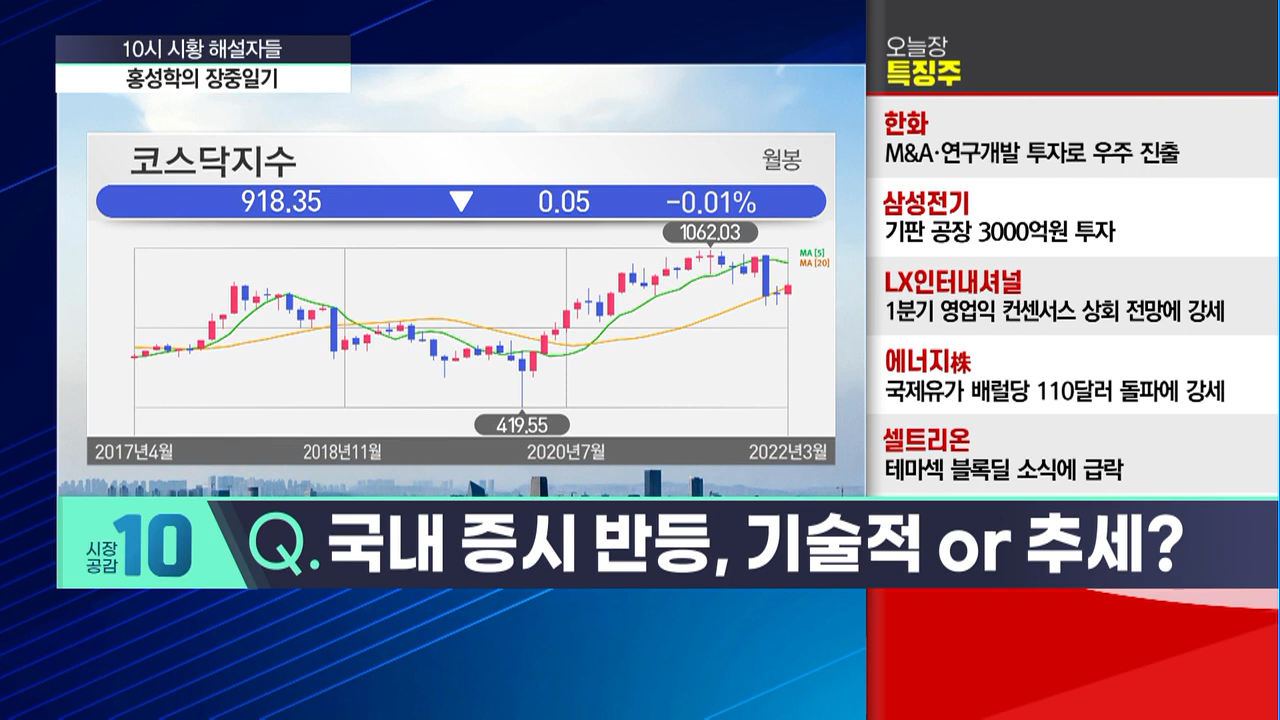 10시 시황 해설자들
홍성학의 장중일기
코스닥지수
월봉
918.35 ▼ 0.05 -0.01%
1062.03
MA [5]
MA [20]
419.55
2017년4월 2018년11월 2020년7월 2022년3월
시장
공감
10
Q. 국내 증시 반등, 기술적 or 추세?
오늘장
특징주
한화
M&A·연구개발 투자로 우주 진출
삼성전기
기판 공장 3000억원 투자
LX인터내셔널
1분기 영업익 컨센서스 상회 전망에 강세
에너지株
국제유가 배럴당 110달러 돌파에 강세
셀트리온
테마섹 블록딜 소식에 급락